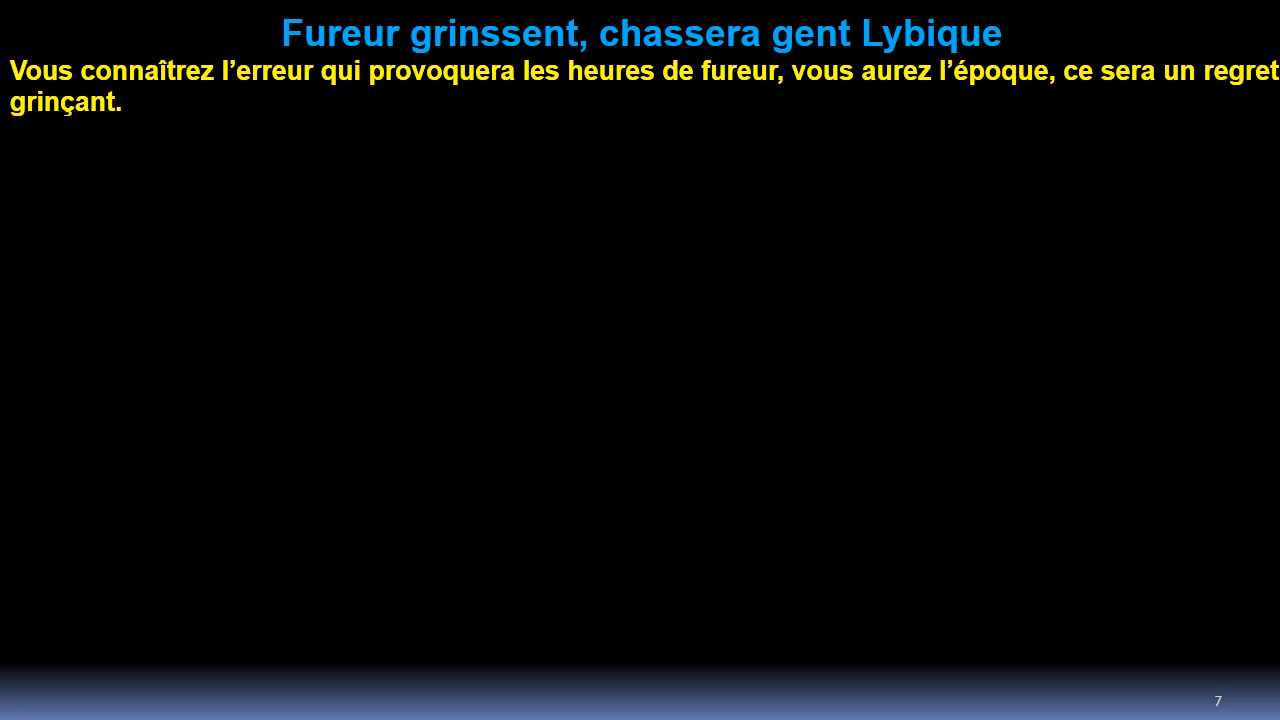 Fureur grinssent, chassera gent Lybique
Vous connaîtrez l’erreur qui provoquera les heures de fureur, vous aurez l’époque, ce sera un regret
grinçant.
7